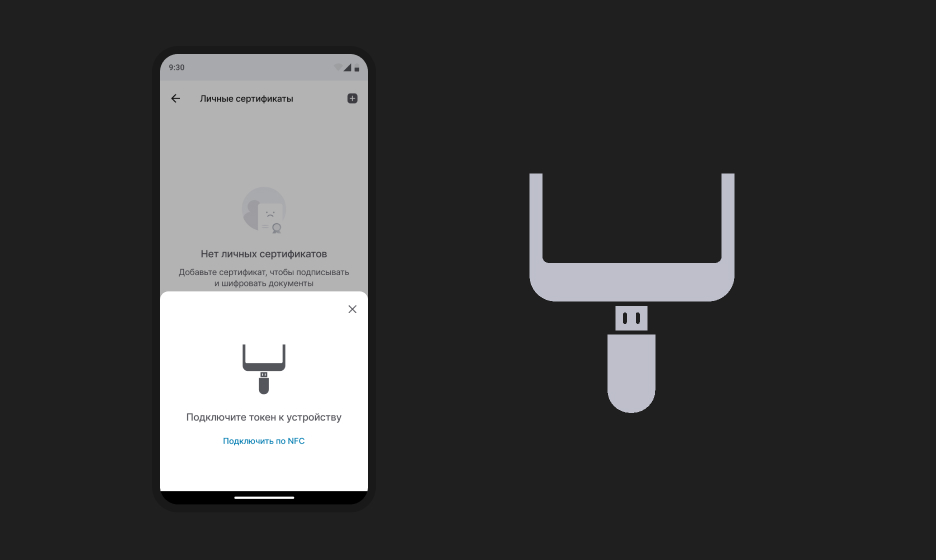 9:30
Личные сертификаты
Нет личных сертификатов
Добавьте сертификат, чтобы подписывать
и шифровать документы
Подключите токен к устройству
Подключить по NFC